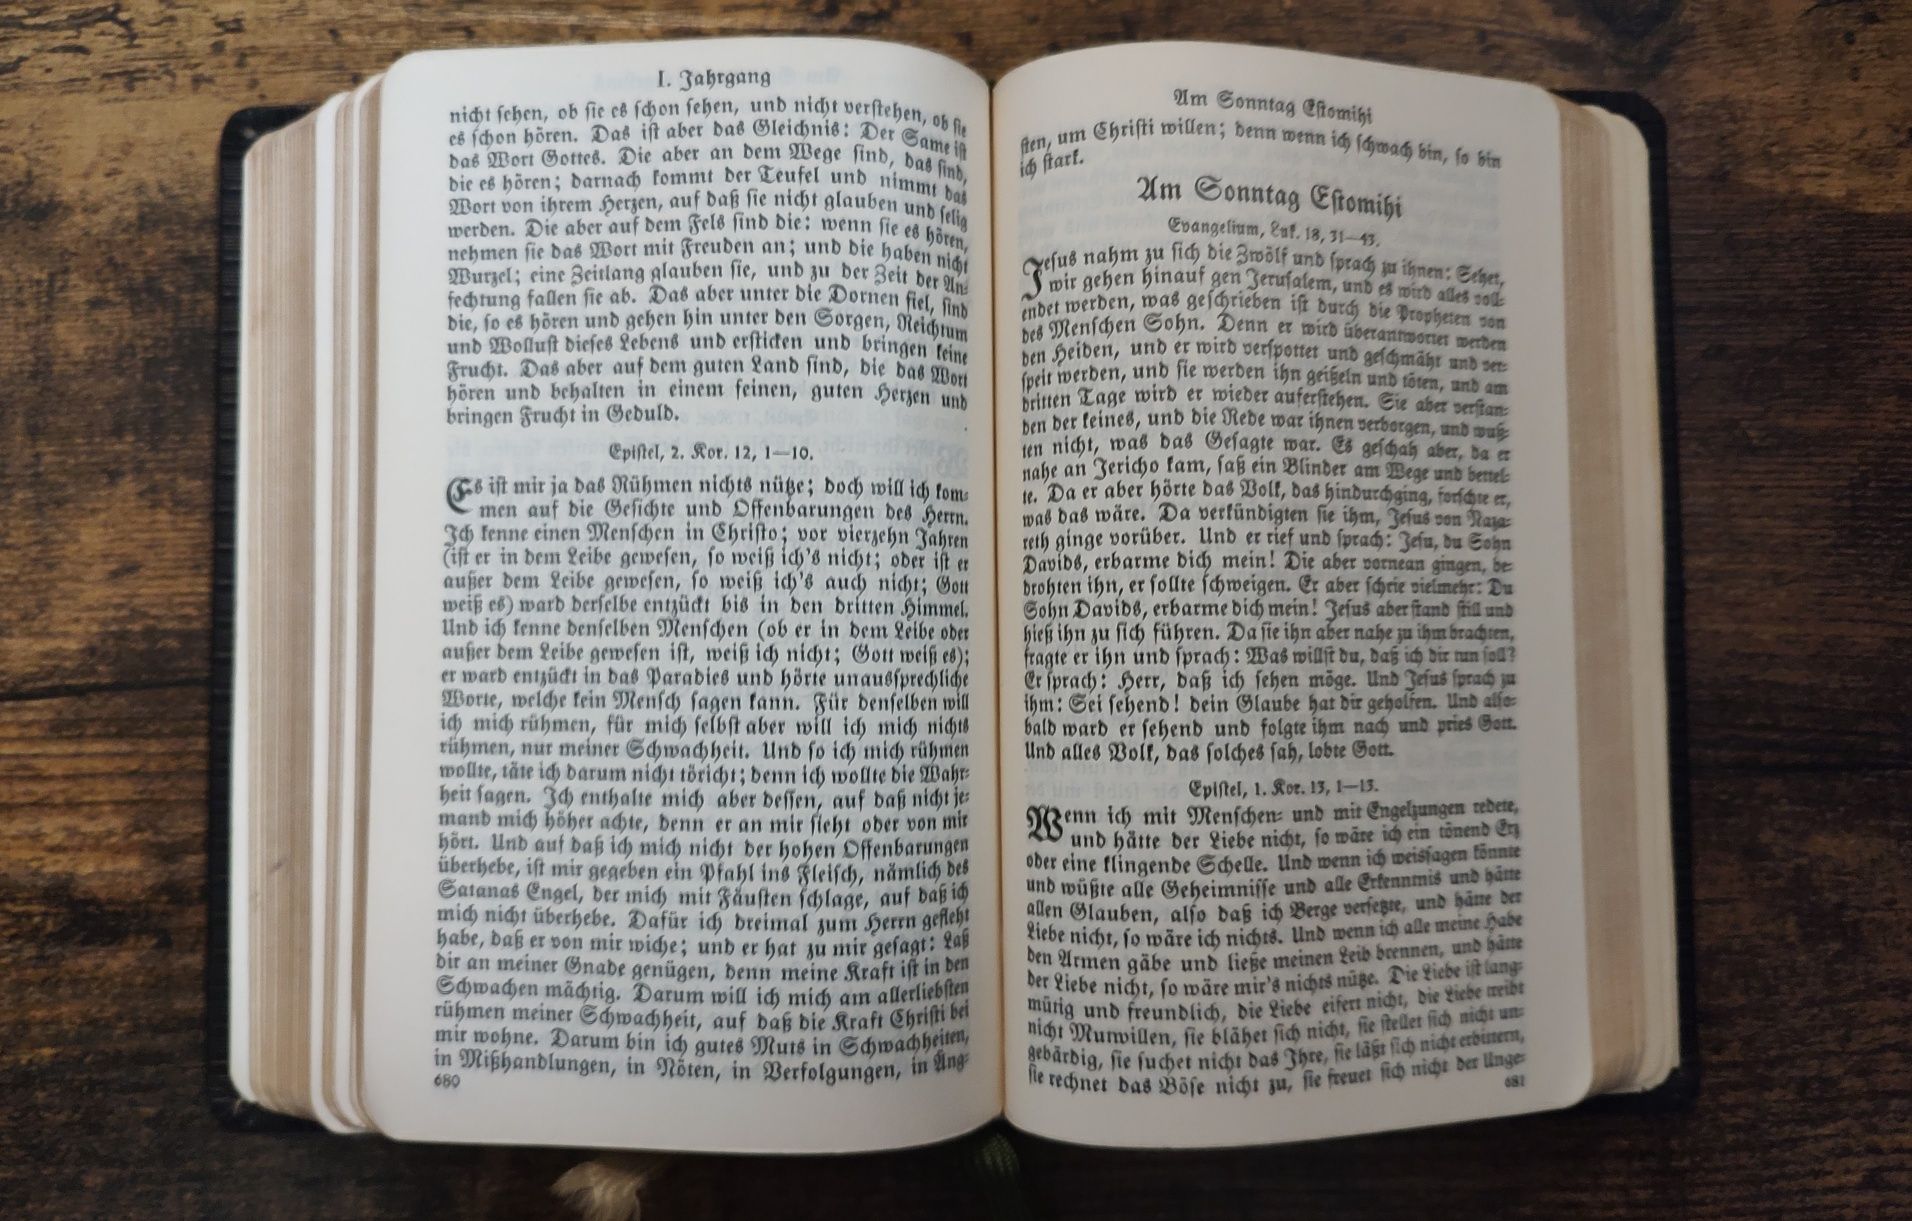 I. Jahrgang
nicht sehen, ob sie es schon sehen, und nicht verstehen, ob sie
es schon hören. Das ist aber das Gleichnis: Der Same ist
das Wort Gottes. Die aber an dem Wege sind, das sind,
die es hören; darnach kommt der Teufel und nimmt das
Wort von ihrem Herzen, auf daß sie nicht glauben und selig
werden. Die aber auf dem Fels sind die: wenn sie es hören,
nehmen sie das Wort mit Freuden an; und die haben nicht
Wurzel; eine Zeitlang glauben sie, und zu der Zeit der An-
fechtung fallen sie ab. Das aber unter die Dornen fiel, sind
die, so es hören und gehen hin unter den Sorgen, Reichtum
und Wollust dieses Lebens und ersticken und bringen keine
Frucht. Das aber auf dem guten Land sind, die das Wort
hören und behalten in einem feinen, guten Herzen und
bringen Frucht in Geduld.
Epistel, 2. Kor. 12, 1—10.
Es ist mir ja das Rühmen nichts nütze; doch will ich kom-
men auf die Gesichte und Offenbarungen des Herrn.
Ich kenne einen Menschen in Christo; vor vierzehn Jahren
(ist er in dem Leibe gewesen, so weiß ich's nicht; oder ist er
außer dem Leibe gewesen, so weiß ich's auch nicht; Gott
weiß es) ward derselbe entzückt bis in den dritten Himmel.
Und ich kenne denselben Menschen (ob er in dem Leibe oder
außer dem Leibe gewesen ist, weiß ich nicht; Gott weiß es);
er ward entzückt in das Paradies und hörte unaussprechliche
Worte, welche kein Mensch sagen kann. Für denselben will
ich mich rühmen, für mich selbst aber will ich mich nichts
rühmen, nur meiner Schwachheit. Und so ich mich rühmen
wollte, täte ich darum nicht töricht; denn ich wollte die Wahr-
heit sagen. Ich enthalte mich aber dessen, auf daß nicht je-
mand mich höher achte, denn er an mir sieht oder von mir
hört. Und auf daß ich mich nicht der hohen Offenbarungen
überhebe, ist mir gegeben ein Pfahl ins Fleisch, nämlich des
Satanas Engel, der mich mit Fäusten schlage, auf daß ich
mich nicht überhebe. Dafür ich dreimal zum Herrn gefleht
habe, daß er von mir wiche; und er hat zu mir gesagt: Laß
dir an meiner Gnade genügen, denn meine Kraft ist in den
Schwachen mächtig. Darum will ich mich am allerliebsten
rühmen meiner Schwachheit, auf daß die Kraft Christi bei
mir wohne. Darum bin ich gutes Muts in Schwachheiten,
in Mißhandlungen, in Nöten, in Verfolgungen, in Äng-
680
Am Sonntag Estomihi
sten, um Christi willen; denn wenn ich schwach bin, so bin
ich stark.
Am Sonntag Estomihi
Evangelium, Luk. 18, 31—43.
Jesus nahm zu sich die Zwölf und sprach zu ihnen: Sehet,
wir gehen hinauf gen Jerusalem, und es wird alles voll-
endet werden, was geschrieben ist durch die Propheten von
des Menschen Sohn. Denn er wird überantwortet werden
den Heiden, und er wird verspottet und geschmäht und ver-
speit werden, und sie werden ihn geißeln und töten, und am
dritten Tage wird er wieder auferstehen. Sie aber verstan-
den der keines, und die Rede war ihnen verborgen, und wuß-
ten nicht, was das Gesagte war. Es geschah aber, da er
nahe an Jericho kam, saß ein Blinder am Wege und bettel-
te. Da er aber hörte das Volk, das hindurchging, forschte er,
was das wäre. Da verkündigten sie ihm, Jesus von Naza-
reth ginge vorüber. Und er rief und sprach: Jesu, du Sohn
Davids, erbarme dich mein! Die aber vornean gingen, be-
drohten ihn, er sollte schweigen. Er aber schrie vielmehr: Du
Sohn Davids, erbarme dich mein! Jesus aber stand still und
hieß ihn zu sich führen. Da sie ihn aber nahe zu ihm brachten,
fragte er ihn und sprach: Was willst du, daß ich dir tun soll?
Er sprach: Herr, daß ich sehen möge. Und Jesus sprach zu
ihm: Sei sehend! dein Glaube hat dir geholfen. Und also-
bald ward er sehend und folgte ihm nach und pries Gott.
Und alles Volk, das solches sah, lobte Gott.
Epistel, 1. Kor. 13, 1—13.
Wenn ich mit Menschen- und mit Engelzungen redete,
und hätte der Liebe nicht, so wäre ich ein tönend Erz
oder eine klingende Schelle. Und wenn ich weissagen könnte
und wüßte alle Geheimnisse und alle Erkenntnis und hätte
allen Glauben, also daß ich Berge versetzte, und hätte der
Liebe nicht, so wäre ich nichts. Und wenn ich alle meine Habe
den Armen gäbe und ließe meinen Leib brennen, und hätte
der Liebe nicht, so wäre mir's nichts nütze. Die Liebe ist lang-
mütig und freundlich, die Liebe eifert nicht, die Liebe treibt
nicht Mutwillen, sie blähet sich nicht, sie stellet sich nicht un-
gebärdig, sie suchet nicht das Ihre, sie läßt sich nicht erbittern,
sie rechnet das Böse nicht zu, sie freuet sich nicht der Unge-
681